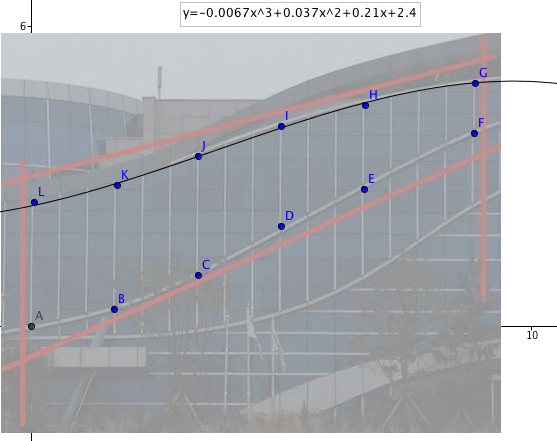 y=−0.0067x^3+0.037x^2+0.21x+2.4
6
G
H
I
F
J
K
E
L
D
C
B
A
10